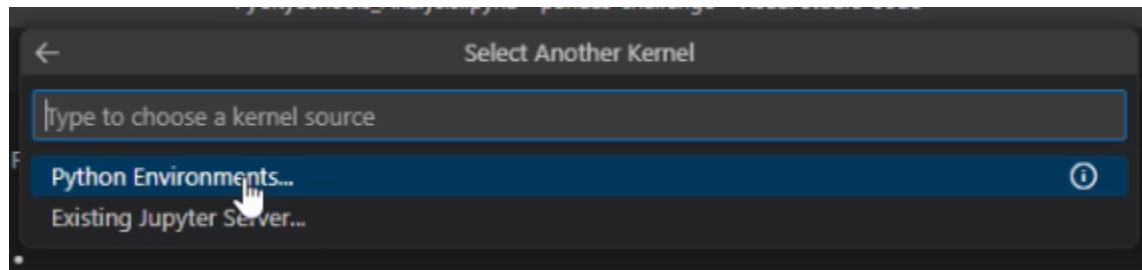 Select Another Kernel
Type to choose a kernel source
Python Environments...
Existing Jupyter Server...